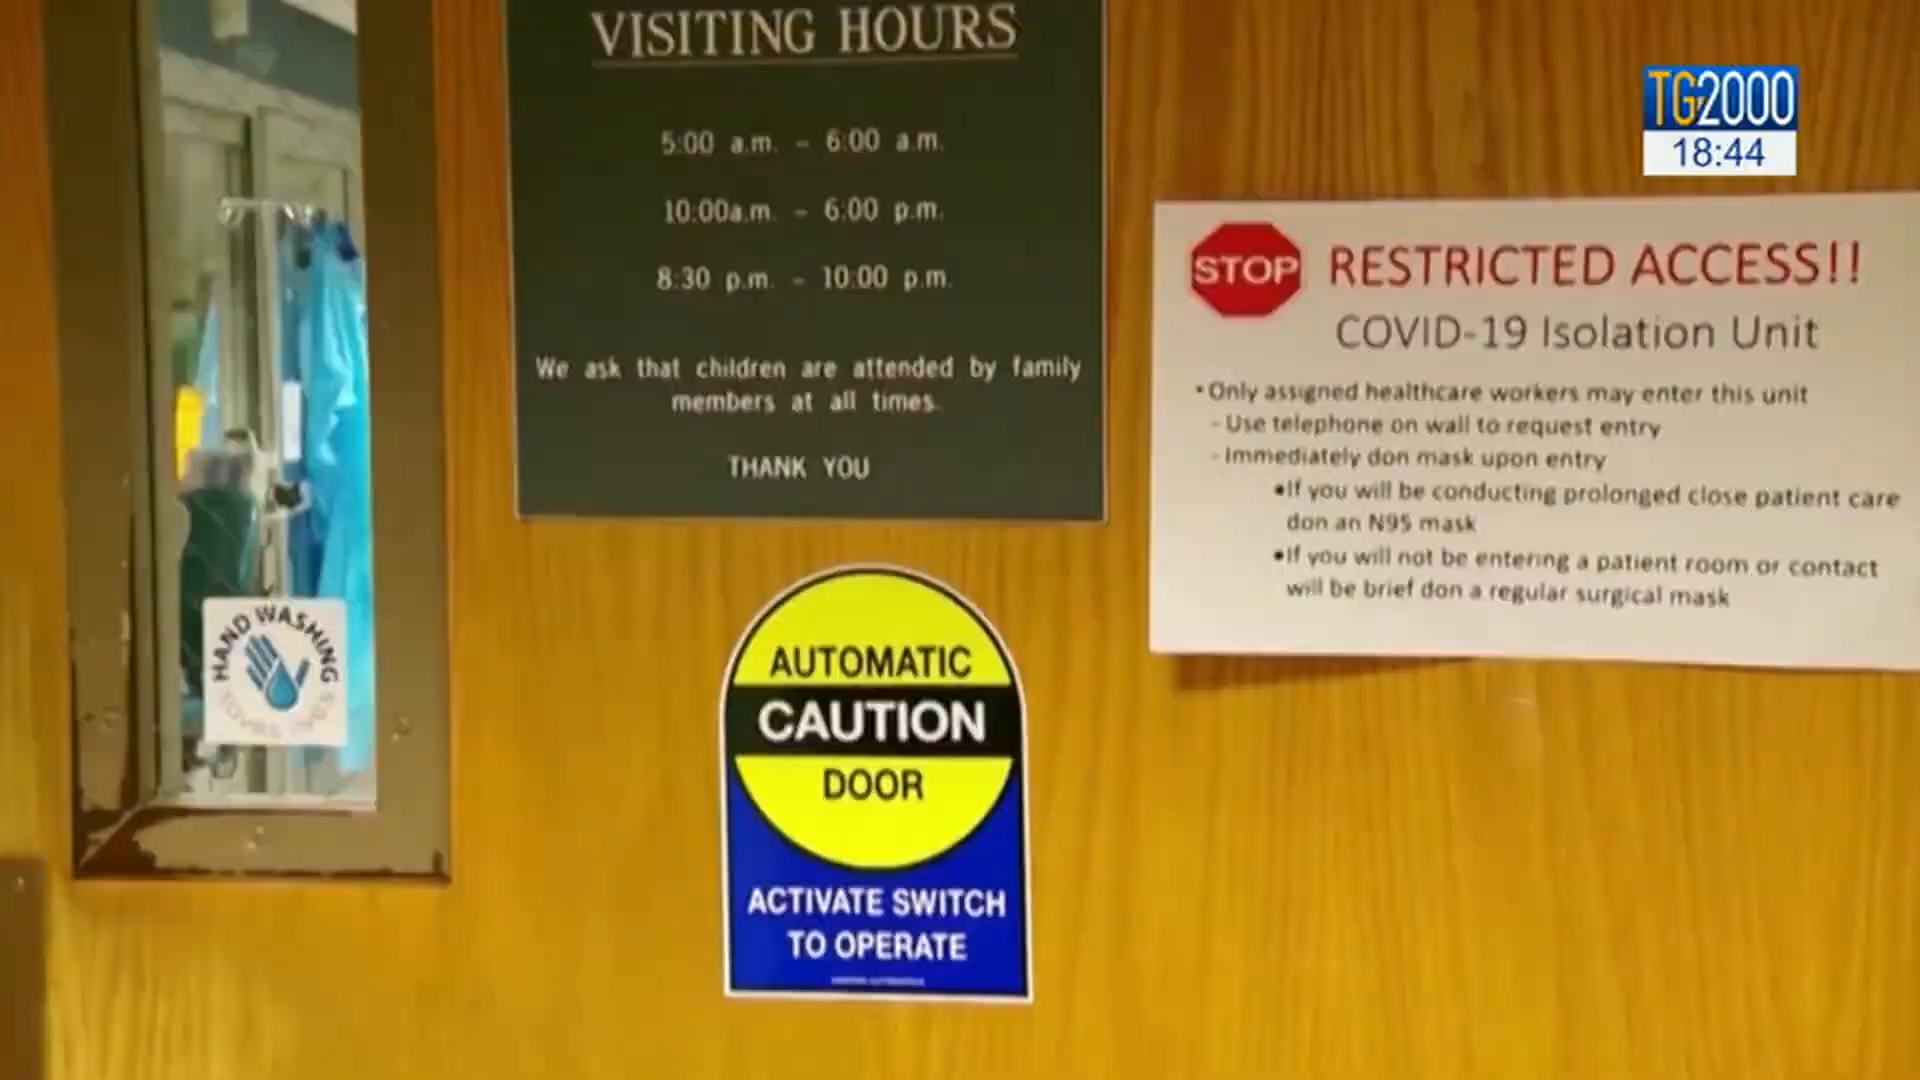 VISITING HOURS
5:00 a.m. - 6:00 a.m.
10:00a.m. - 6:00 p.m.
8:30 p.m. - 10:00 p.m.
We ask that children are attended by family
members at all times.
THANK YOU
TG2000
18:44
STOP
RESTRICTED ACCESS!!
COVID-19 Isolation Unit
• Only assigned healthcare workers may enter this unit
- Use telephone on wall to request entry
- Immediately don mask upon entry
•If you will be conducting prolonged close patient care
don an N95 mask
•If you will not be entering a patient room or contact
will be brief don a regular surgical mask
HAND WASHING
AUTOMATIC
CAUTION
DOOR
ACTIVATE SWITCH
TO OPERATE